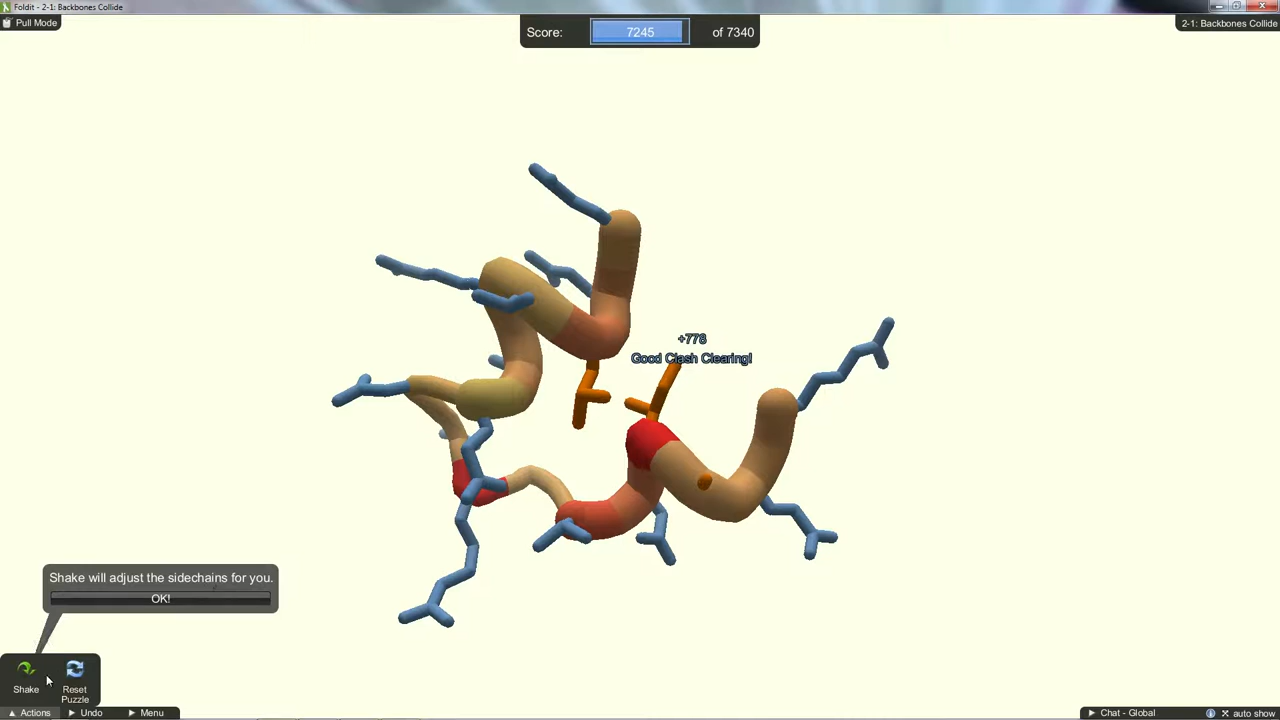 Foldit - 2-1: Backbones Collide
Pull Mode
Score: 7245 of 7340
2-1: Backbones Collide
+778
Good Clash Clearing!
Shake will adjust the sidechains for you.
OK!
Shake
Reset
Puzzle
Actions
Undo
Menu
Chat - Global
auto show